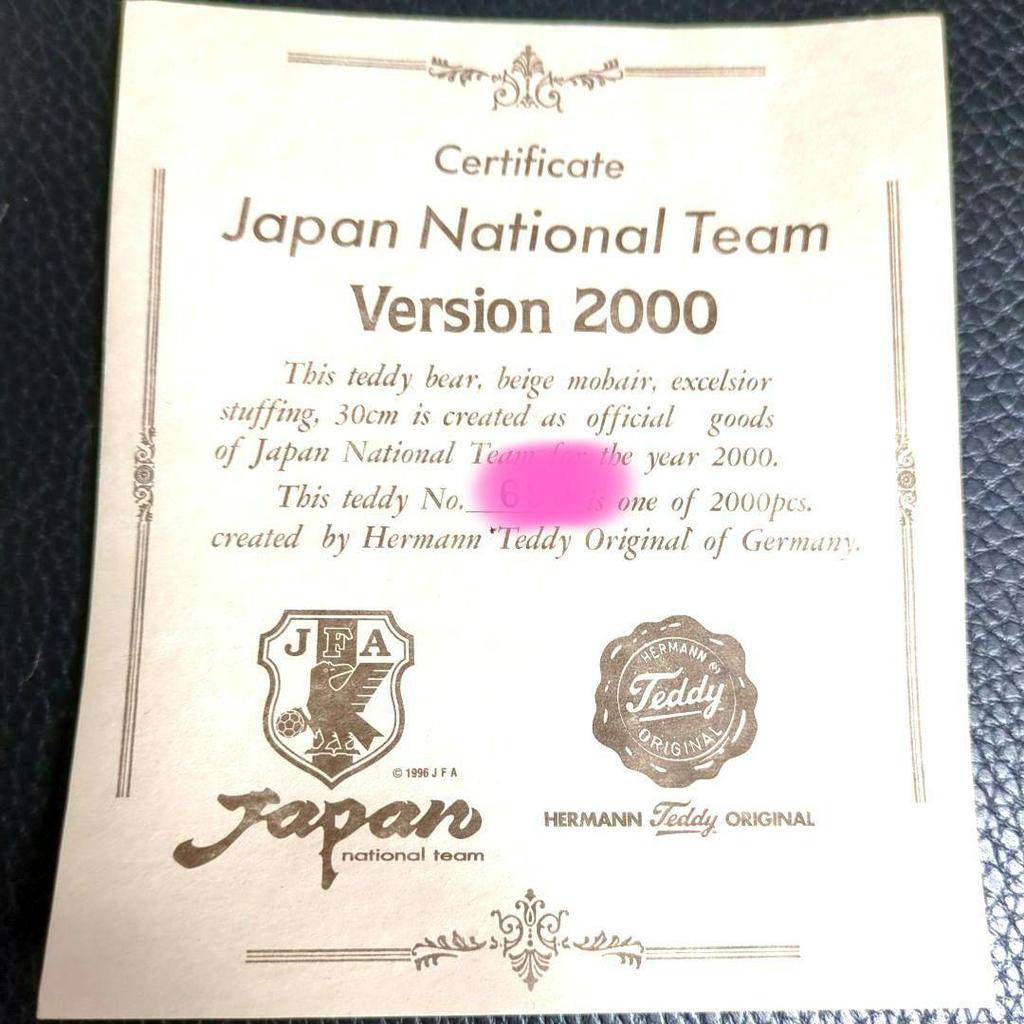 Certificate
Japan National Team
Version 2000
This teddy bear, beige mohair, excelsior
stuffing, 30cm is created as official goods
of Japan National Team for the year 2000.
This teddy No. is one of 2000pcs.
created by Hermann Teddy Original of Germany.
JFA
© 1996 J F A
Japan
national team
HERMANN
Teddy
ORIGINAL
HERMANN Teddy ORIGINAL